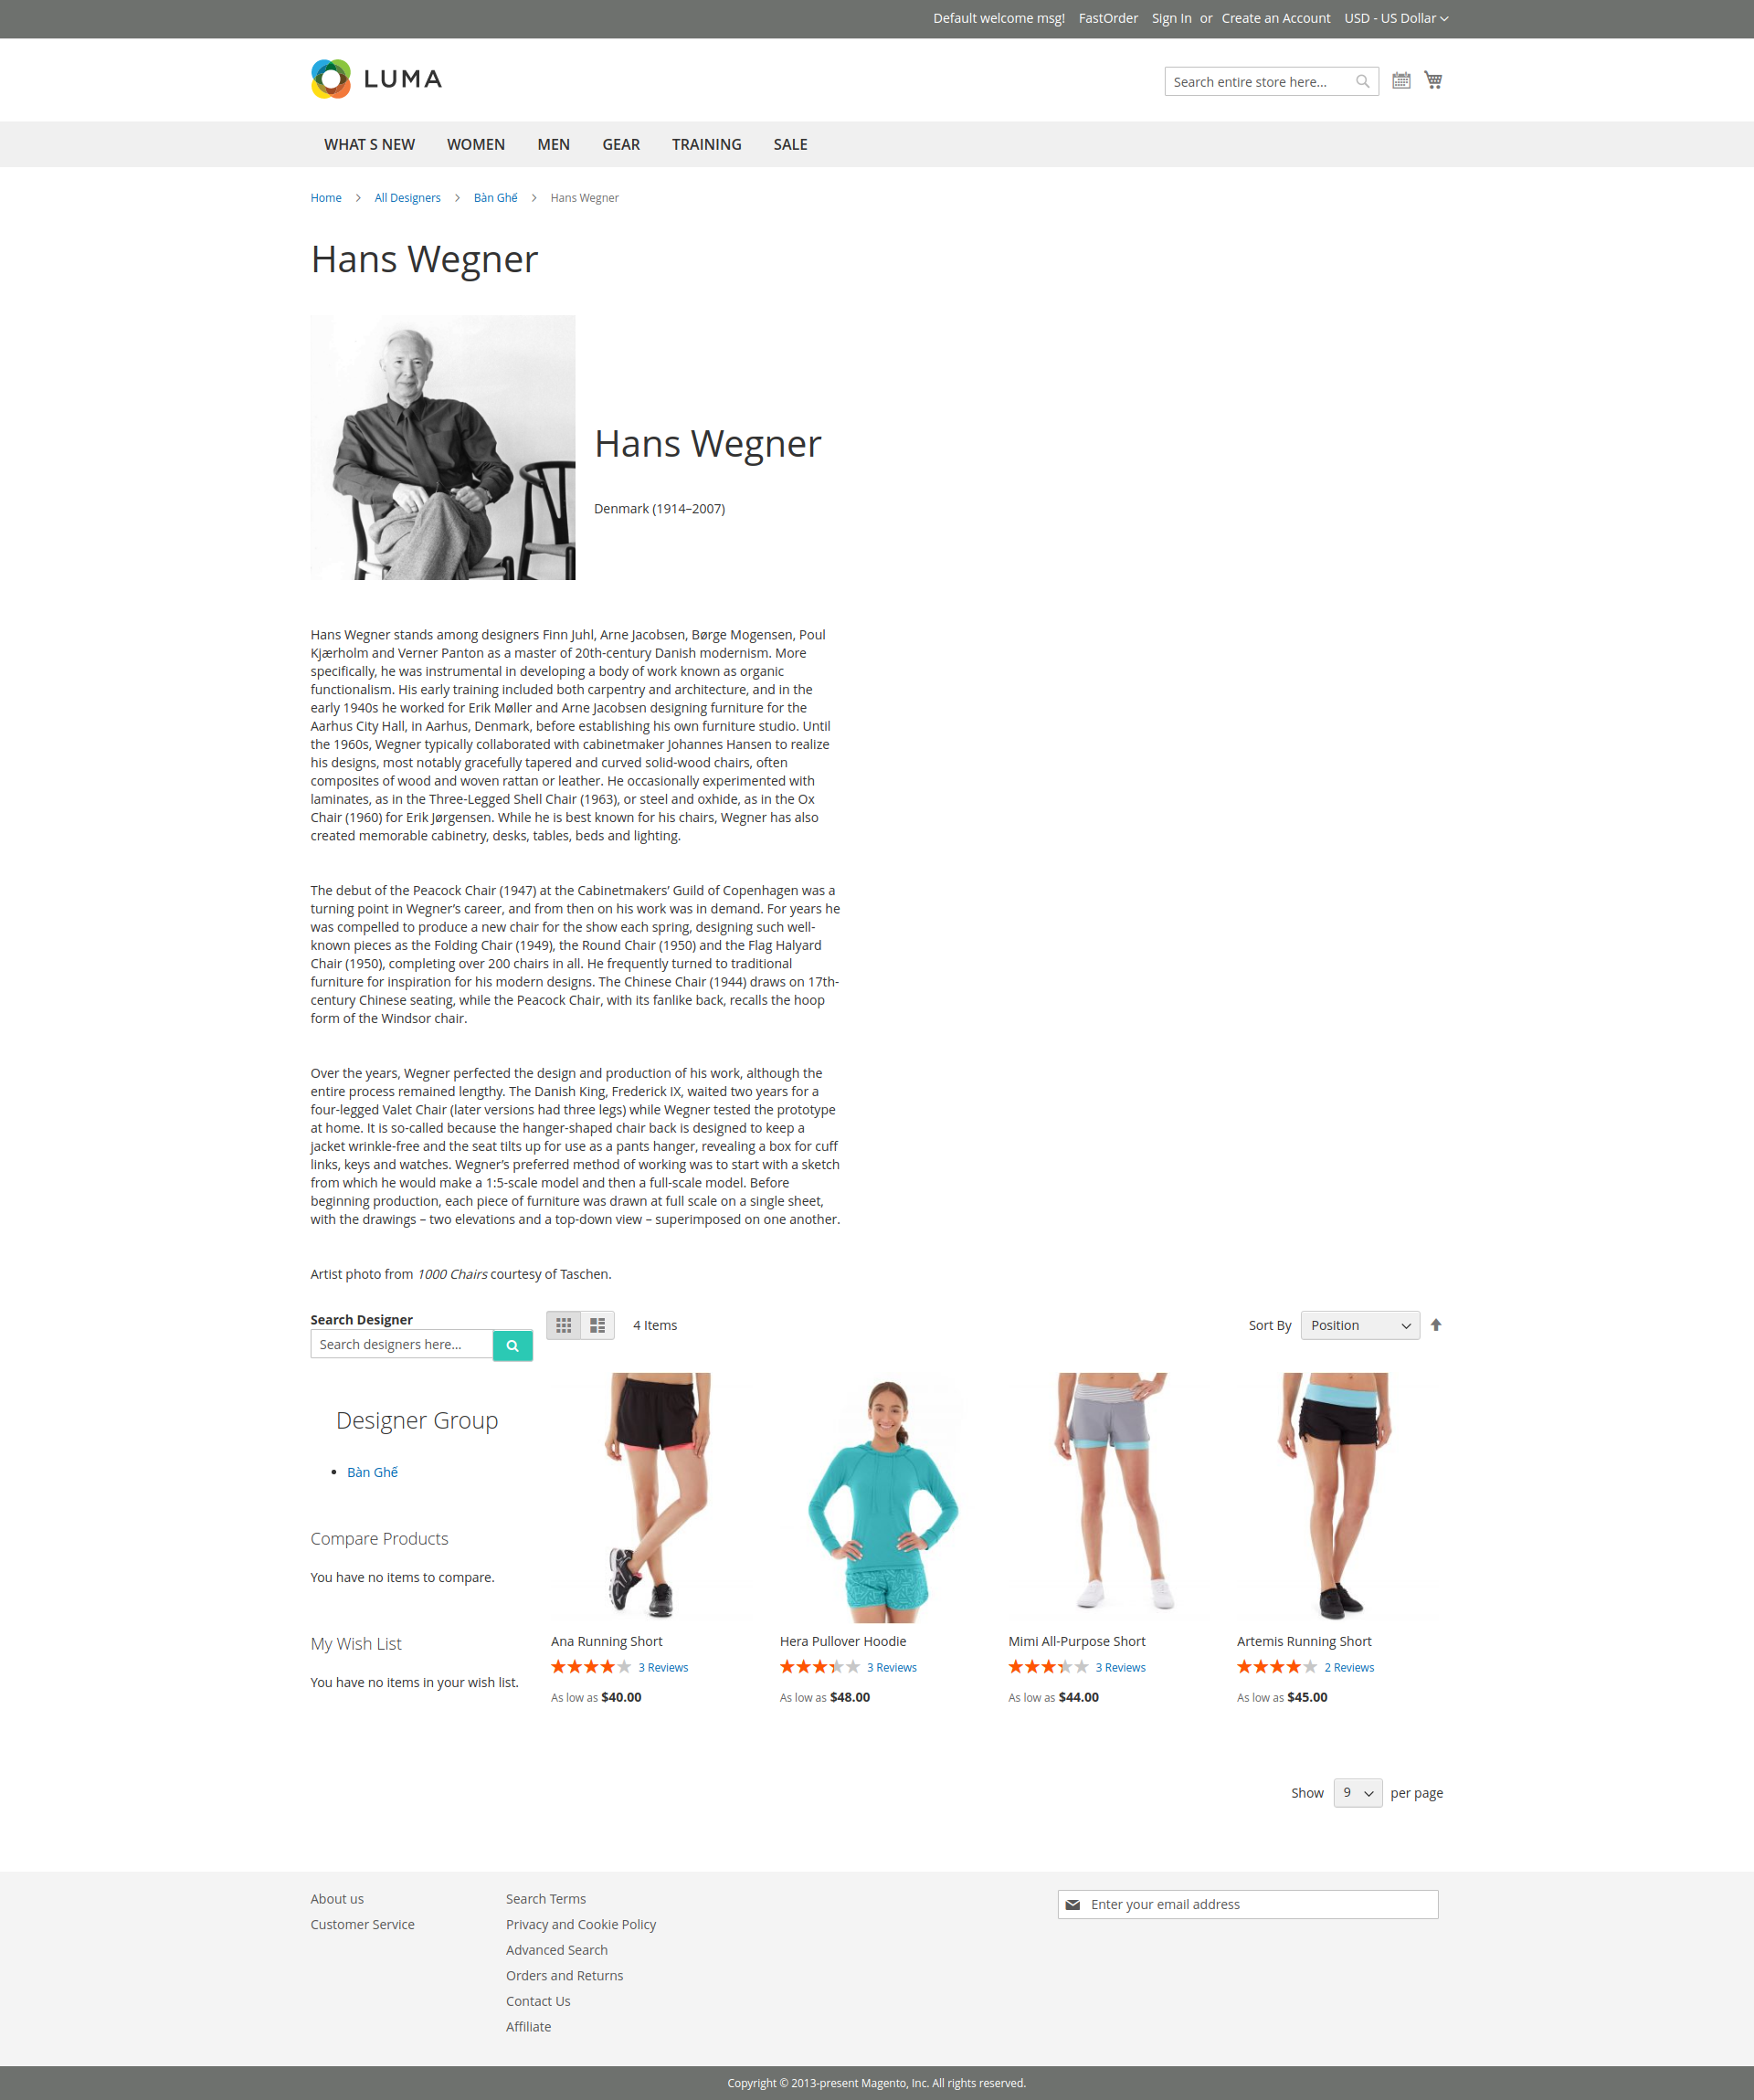 Default welcome msg! FastOrder Sign In or Create an Account USD - US Dollar
LUMA
Search entire store here...
WHAT S NEW WOMEN MEN GEAR TRAINING SALE
Home All Designers Bàn Ghế Hans Wegner
Hans Wegner
Hans Wegner
Denmark (1914–2007)
Hans Wegner stands among designers Finn Juhl, Arne Jacobsen, Børge Mogensen, Poul
Kjærholm and Verner Panton as a master of 20th-century Danish modernism. More
specifically, he was instrumental in developing a body of work known as organic
functionalism. His early training included both carpentry and architecture, and in the
early 1940s he worked for Erik Møller and Arne Jacobsen designing furniture for the
Aarhus City Hall, in Aarhus, Denmark, before establishing his own furniture studio. Until
the 1960s, Wegner typically collaborated with cabinetmaker Johannes Hansen to realize
his designs, most notably gracefully tapered and curved solid-wood chairs, often
composites of wood and woven rattan or leather. He occasionally experimented with
laminates, as in the Three-Legged Shell Chair (1963), or steel and oxhide, as in the Ox
Chair (1960) for Erik Jørgensen. While he is best known for his chairs, Wegner has also
created memorable cabinetry, desks, tables, beds and lighting.
The debut of the Peacock Chair (1947) at the Cabinetmakers’ Guild of Copenhagen was a
turning point in Wegner’s career, and from then on his work was in demand. For years he
was compelled to produce a new chair for the show each spring, designing such well-
known pieces as the Folding Chair (1949), the Round Chair (1950) and the Flag Halyard
Chair (1950), completing over 200 chairs in all. He frequently turned to traditional
furniture for inspiration for his modern designs. The Chinese Chair (1944) draws on 17th-
century Chinese seating, while the Peacock Chair, with its fanlike back, recalls the hoop
form of the Windsor chair.
Over the years, Wegner perfected the design and production of his work, although the
entire process remained lengthy. The Danish King, Frederick IX, waited two years for a
four-legged Valet Chair (later versions had three legs) while Wegner tested the prototype
at home. It is so-called because the hanger-shaped chair back is designed to keep a
jacket wrinkle-free and the seat tilts up for use as a pants hanger, revealing a box for cuff
links, keys and watches. Wegner’s preferred method of working was to start with a sketch
from which he would make a 1:5-scale model and then a full-scale model. Before
beginning production, each piece of furniture was drawn at full scale on a single sheet,
with the drawings – two elevations and a top-down view – superimposed on one another.
Artist photo from 1000 Chairs courtesy of Taschen.
Search Designer
Search designers here...
Designer Group
Bàn Ghế
Compare Products
You have no items to compare.
My Wish List
You have no items in your wish list.
4 Items
Sort By Position
Ana Running Short
3 Reviews
As low as $40.00
Hera Pullover Hoodie
3 Reviews
As low as $48.00
Mimi All-Purpose Short
3 Reviews
As low as $44.00
Artemis Running Short
2 Reviews
As low as $45.00
Show 9 per page
About us
Customer Service
Search Terms
Privacy and Cookie Policy
Advanced Search
Orders and Returns
Contact Us
Affiliate
Enter your email address
Copyright © 2013-present Magento, Inc. All rights reserved.